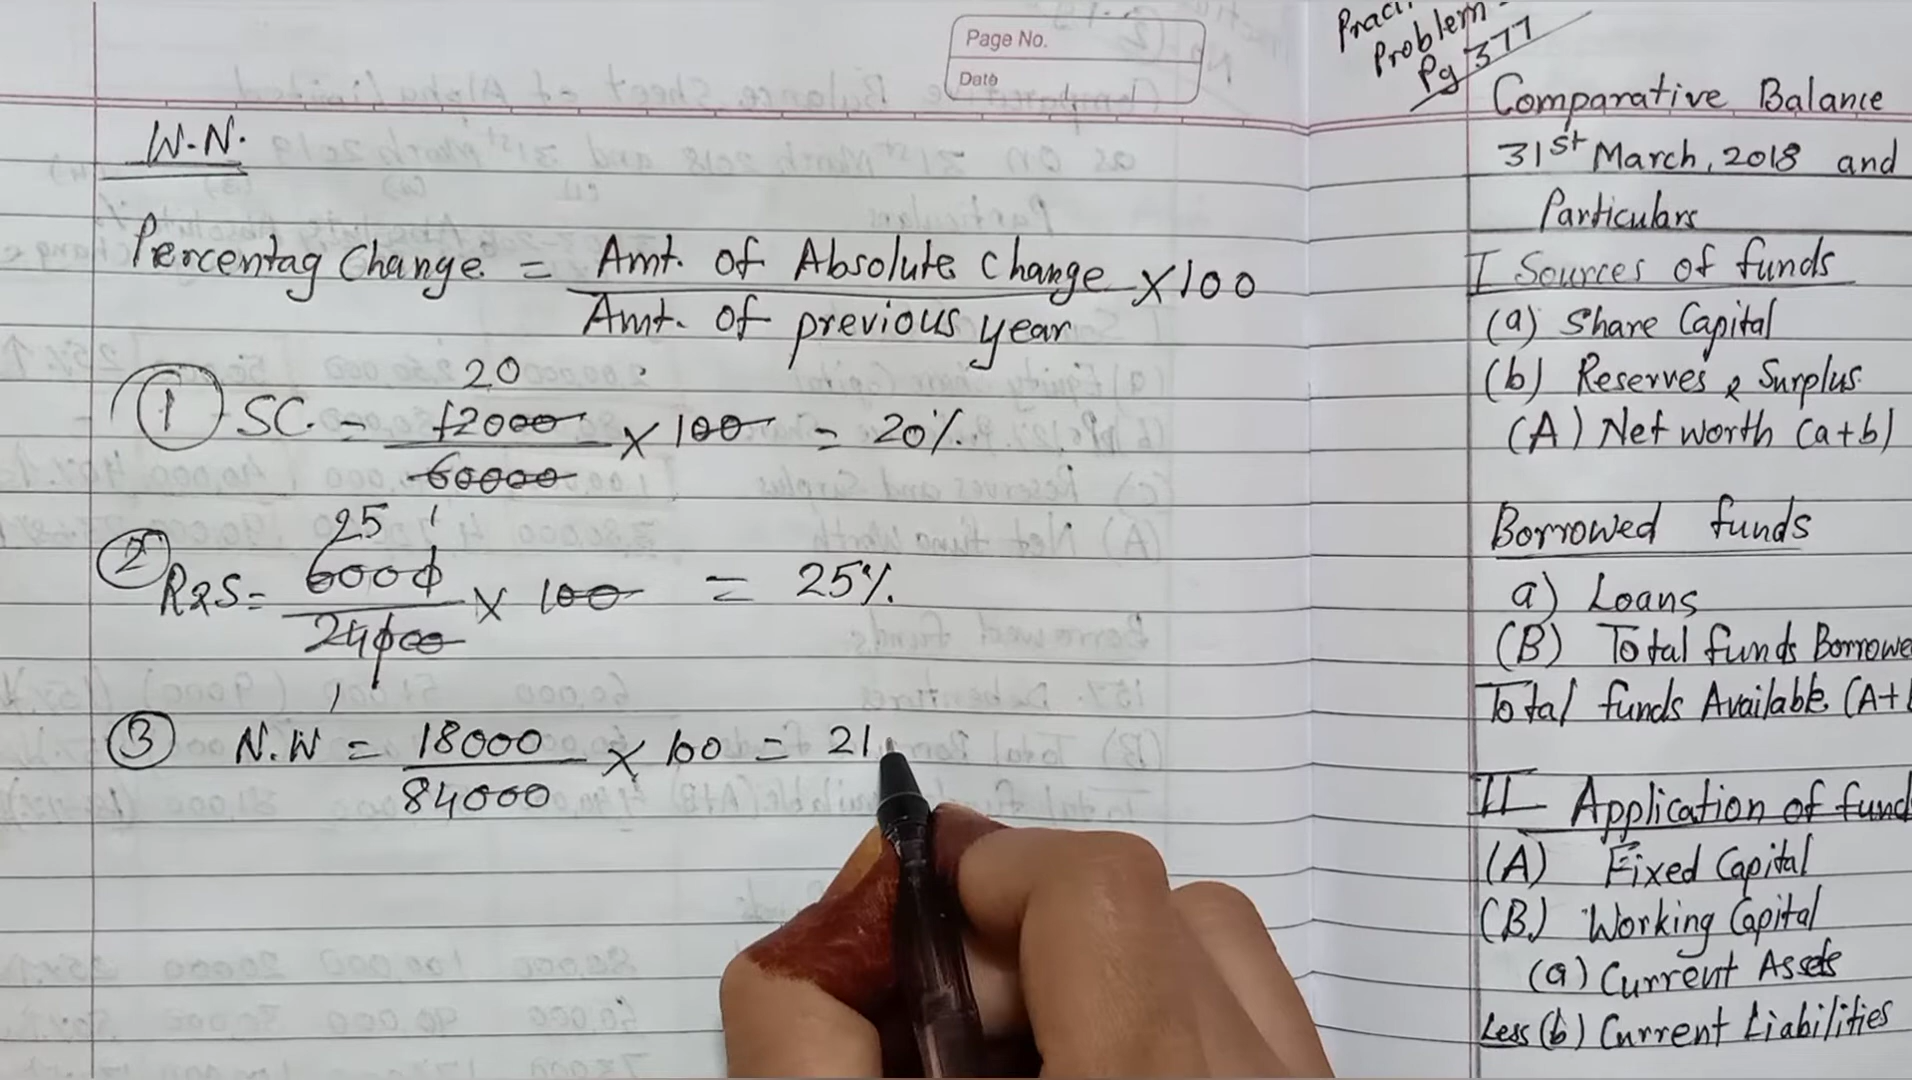 Page No.
Date
W.N.
Percentag Change = Amt. of Absolute Change × 100
Amt. of previous year
20
① SC. = 12000 × 100 = 20%.
60000
25 1
② R&S = 6000 × 100 = 25%.
24000
1
③ N.W = 18000 × 100 = 21.
84000
Problem
Pg 377
Comparative Balance
31st March, 2018 and
Particulars
I Sources of funds
(a) Share Capital
(b) Reserves & Surplus
(A) Net worth (a+b)
Borrowed funds
a) Loans
(B) Total funds Borrowe
Total funds Available (A+
II Application of fund
(A) Fixed Capital
(B) Working Capital
(a) Current Assets
Less (b) Current Liabilities